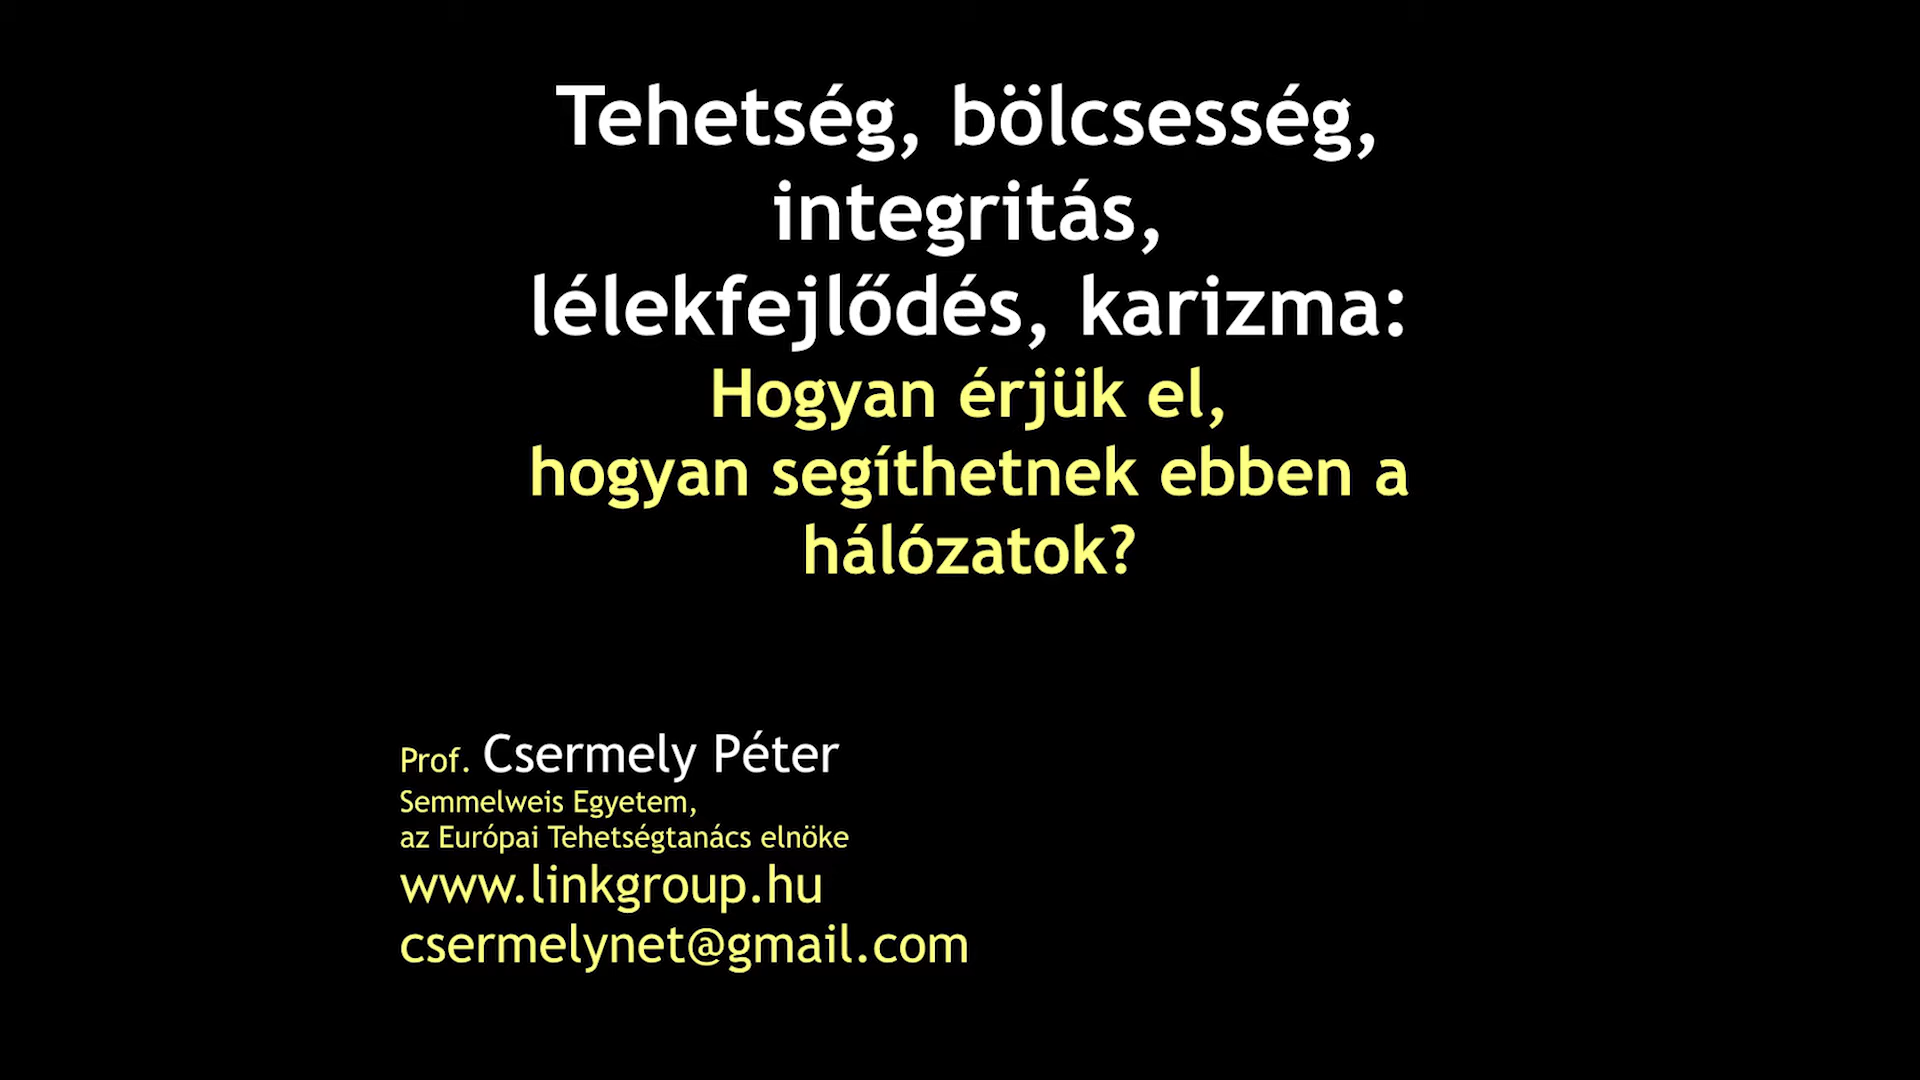 Tehetség, bölcsesség,
integritás,
lélekfejlődés, karizma:
Hogyan érjük el,
hogyan segíthetnek ebben a
hálózatok?
Prof. Csermely Péter
Semmelweis Egyetem,
az Európai Tehetségtanács elnöke
www.linkgroup.hu
csermelynet@gmail.com